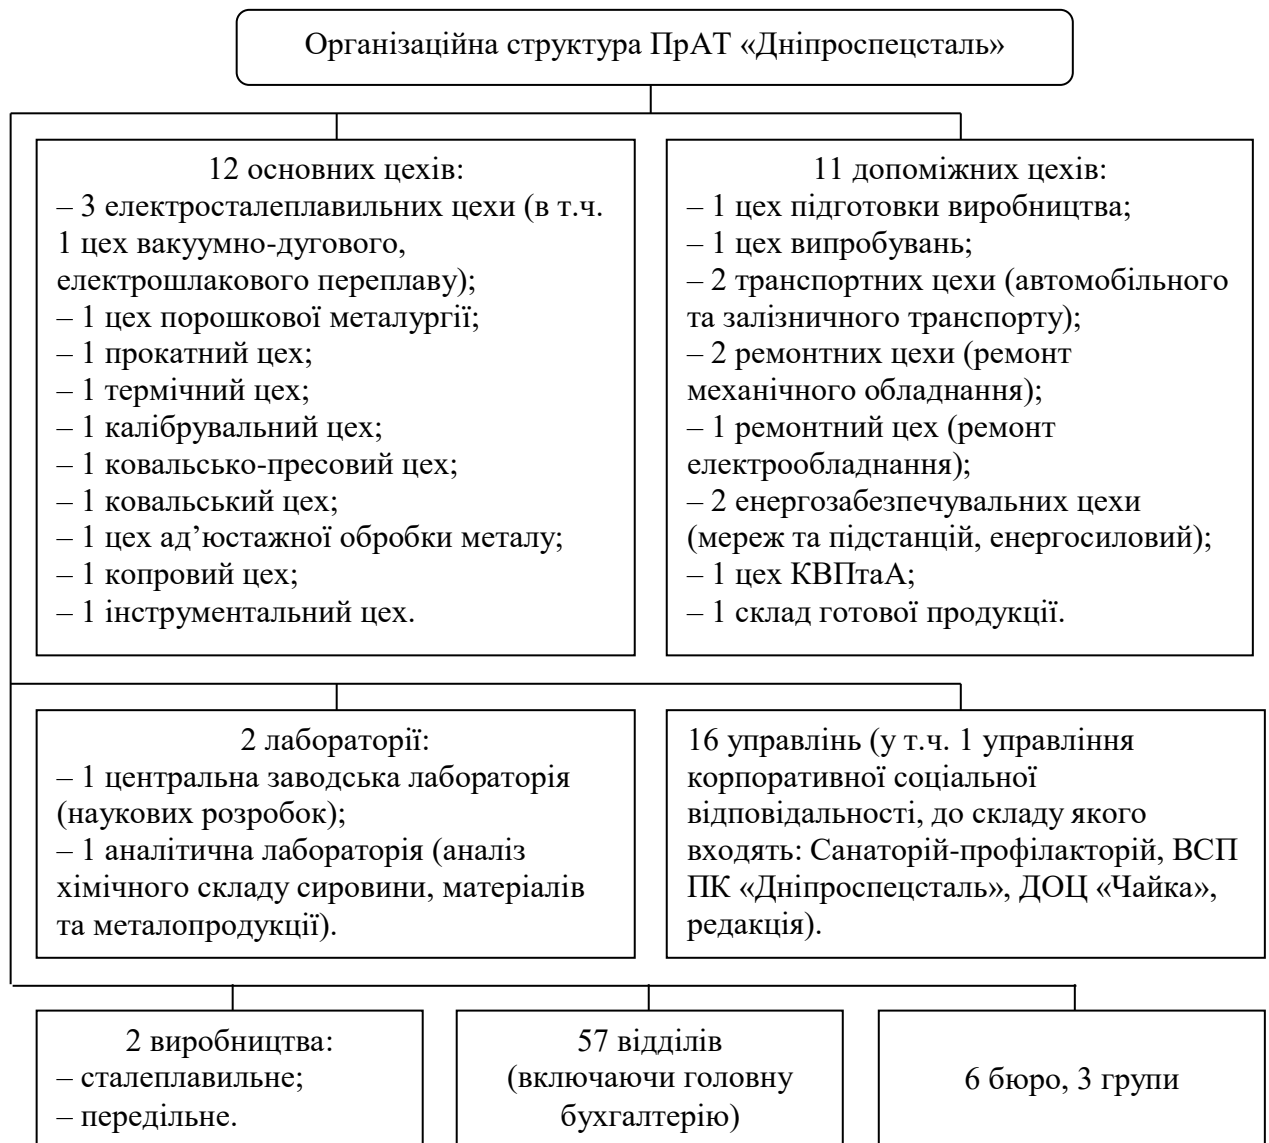 Організаційна структура ПрАТ «Дніпроспецсталь»
12 основних цехів:
– 3 електросталеплавильних цехи (в т.ч.
1 цех вакуумно-дугового,
електрошлакового переплаву);
– 1 цех порошкової металургії;
– 1 прокатний цех;
– 1 термічний цех;
– 1 калібрувальний цех;
– 1 ковальсько-пресовий цех;
– 1 ковальський цех;
– 1 цех ад’юстажної обробки металу;
– 1 копровий цех;
– 1 інструментальний цех.
11 допоміжних цехів:
– 1 цех підготовки виробництва;
– 1 цех випробувань;
– 2 транспортних цехи (автомобільного
та залізничного транспорту);
– 2 ремонтних цехи (ремонт
механічного обладнання);
– 1 ремонтний цех (ремонт
електрообладнання);
– 2 енергозабезпечувальних цехи
(мереж та підстанцій, енергосиловий);
– 1 цех КВПтаА;
– 1 склад готової продукції.
2 лабораторії:
– 1 центральна заводська лабораторія
(наукових розробок);
– 1 аналітична лабораторія (аналіз
хімічного складу сировини, матеріалів
та металопродукції).
16 управлінь (у т.ч. 1 управління
корпоративної соціальної
відповідальності, до складу якого
входять: Санаторій-профілакторій, ВСП
ПК «Дніпроспецсталь», ДОЦ «Чайка»,
редакція).
2 виробництва:
– сталеплавильне;
– передільне.
57 відділів
(включаючи головну
бухгалтерію)
6 бюро, 3 групи